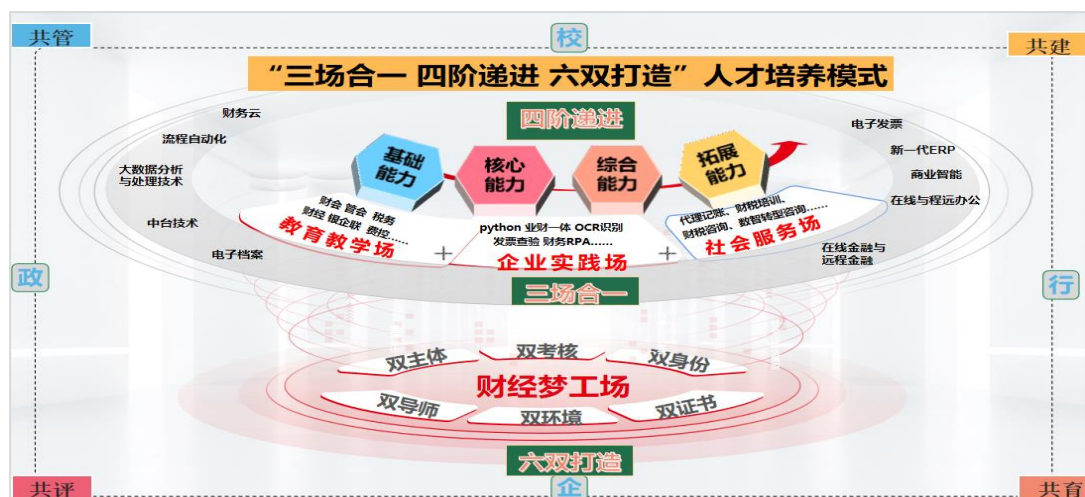 共管
校
共建
“三场合一 四阶递进 六双打造”人才培养模式
四阶递进
财务云
流程自动化
大数据分析
与处理技术
中台技术
电子档案
基础
能力
核心
能力
综合
能力
拓展
能力
电子发票
新一代ERP
商业智能
在线与程远办公
在线金融与
远程金融
财会 管会 税务
财经 银企联 费控......
教育教学场
+
python 业财一体 OCR识别
发票查验 财务RPA......
企业实践场
+
代理记账、财税培训、
财税咨询、数智转型咨询......
社会服务场
政
行
三场合一
双主体
双考核
双身份
财经梦工场
双导师
双环境
双证书
六双打造
共评
企
共育